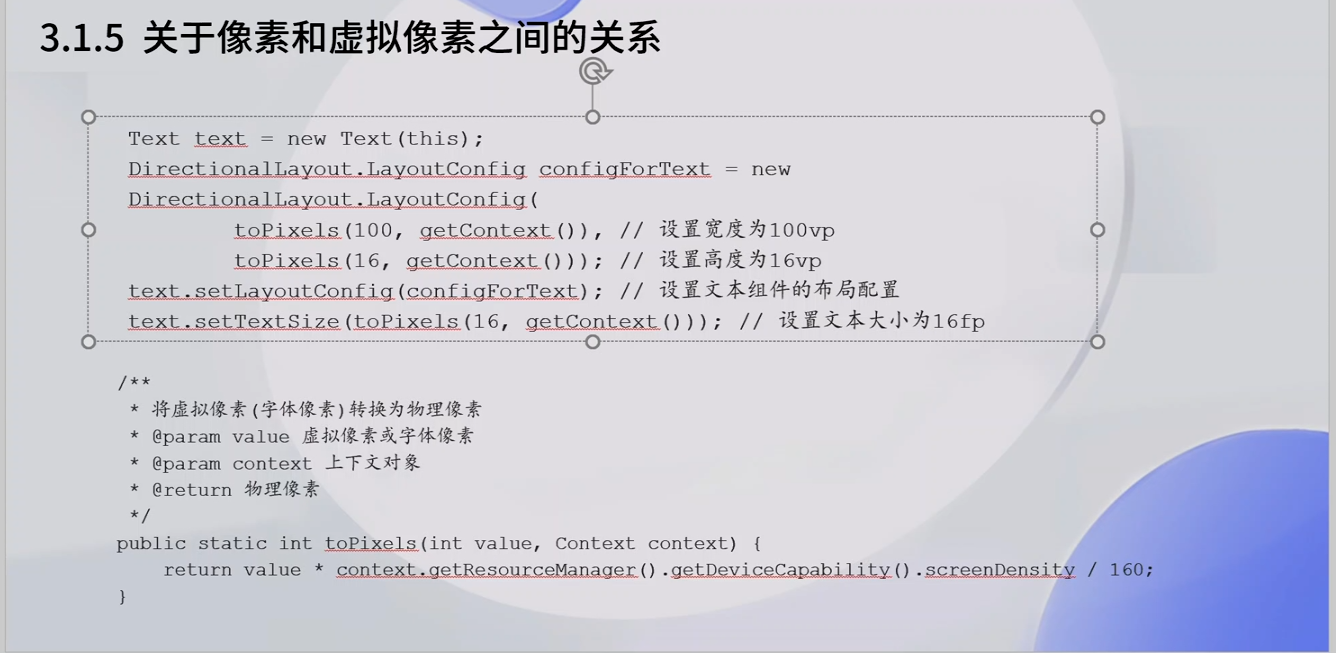 3.1.5 关于像素和虚拟像素之间的关系
Text text = new Text(this);
DirectionalLayout.LayoutConfig configForText = new
DirectionalLayout.LayoutConfig(
toPixels(100, getContext()), // 设置宽度为100vp
toPixels(16, getContext())); // 设置高度为16vp
text.setLayoutConfig(configForText); // 设置文本组件的布局配置
text.setTextSize(toPixels(16, getContext())); // 设置文本大小为16fp
/**
* 将虚拟像素(字体像素)转换为物理像素
* @param value 虚拟像素或字体像素
* @param context 上下文对象
* @return 物理像素
*/
public static int toPixels(int value, Context context) {
return value * context.getResourceManager().getDeviceCapability().screenDensity / 160;
}